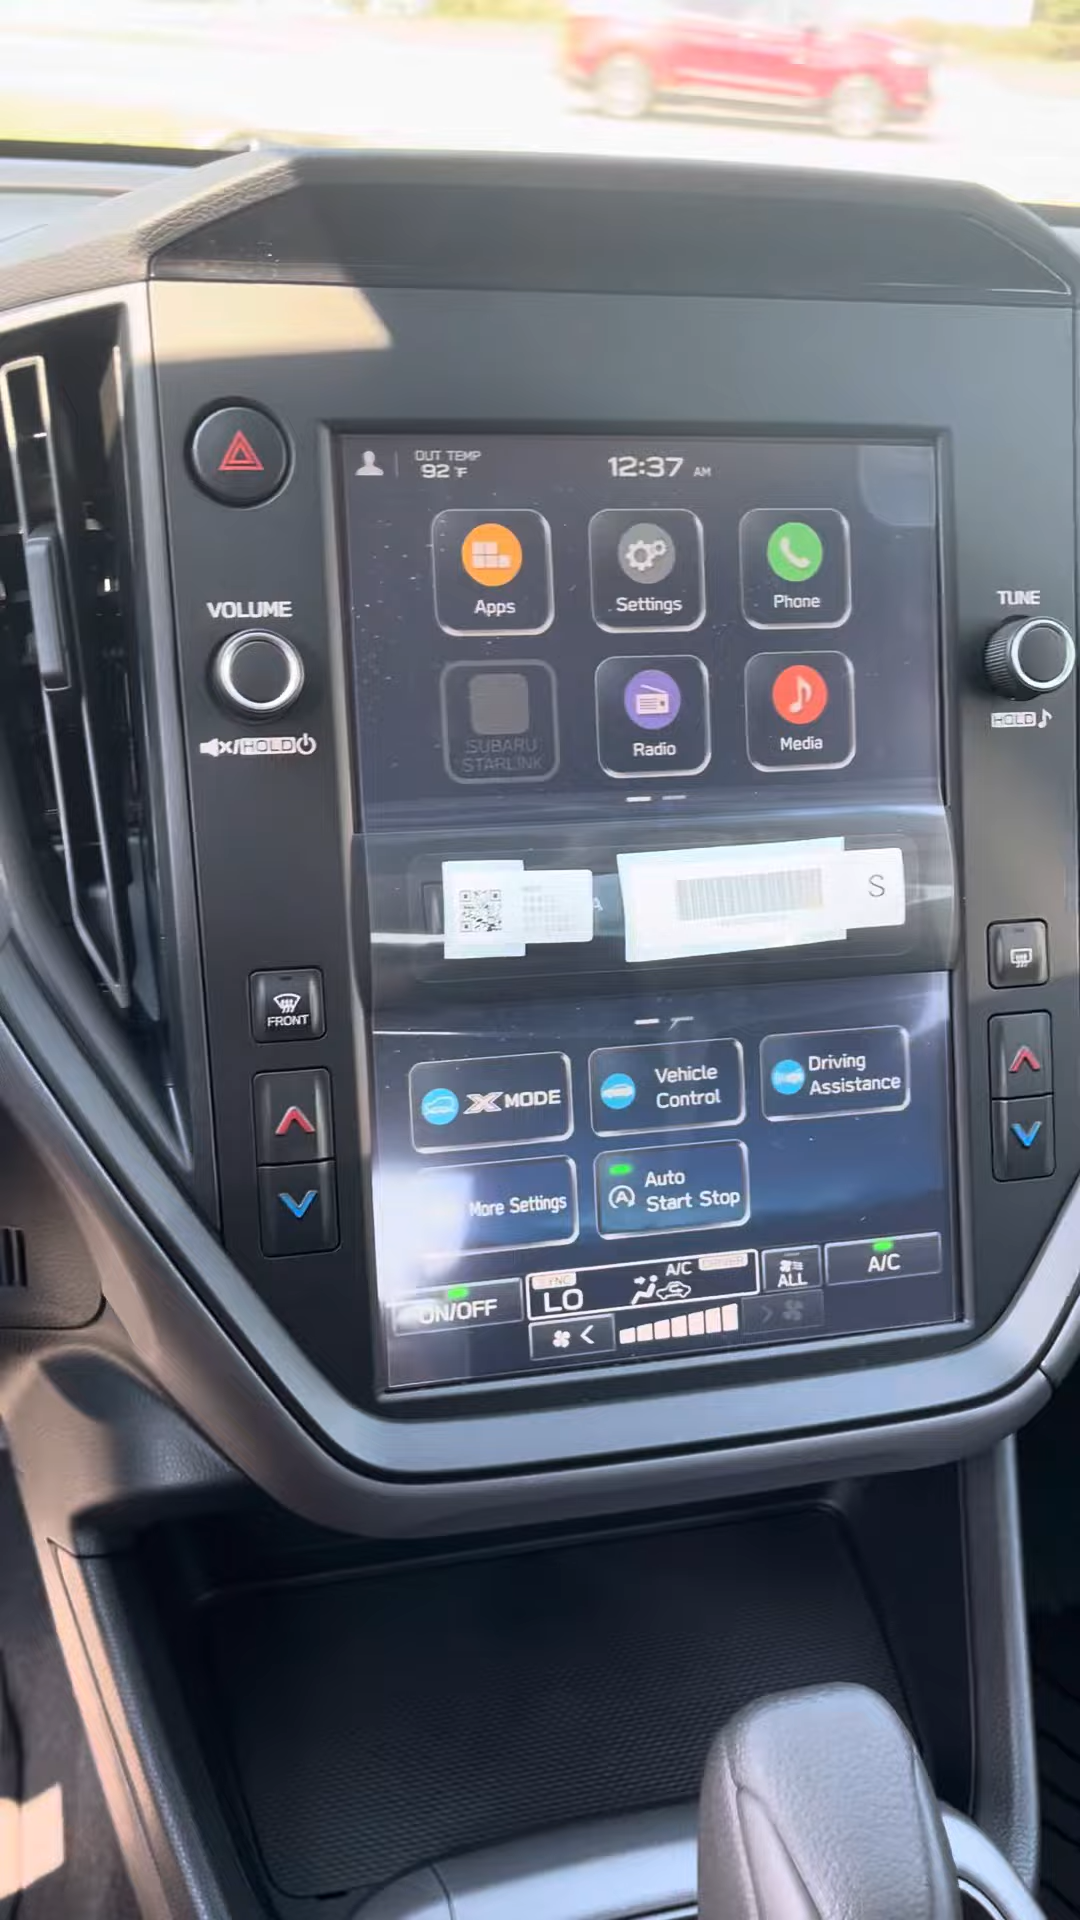 OUT TEMP
92°F
12:37 AM
Apps
Settings
Phone
VOLUME
TUNE
HOLD
SUBARU
STARLINK
Radio
Media
HOLD
S
FRONT
X MODE
Vehicle
Control
Driving
Assistance
More Settings
A
Auto
Start Stop
ON/OFF
SYNC
LO
A/C
DRIVER
ALL
A/C